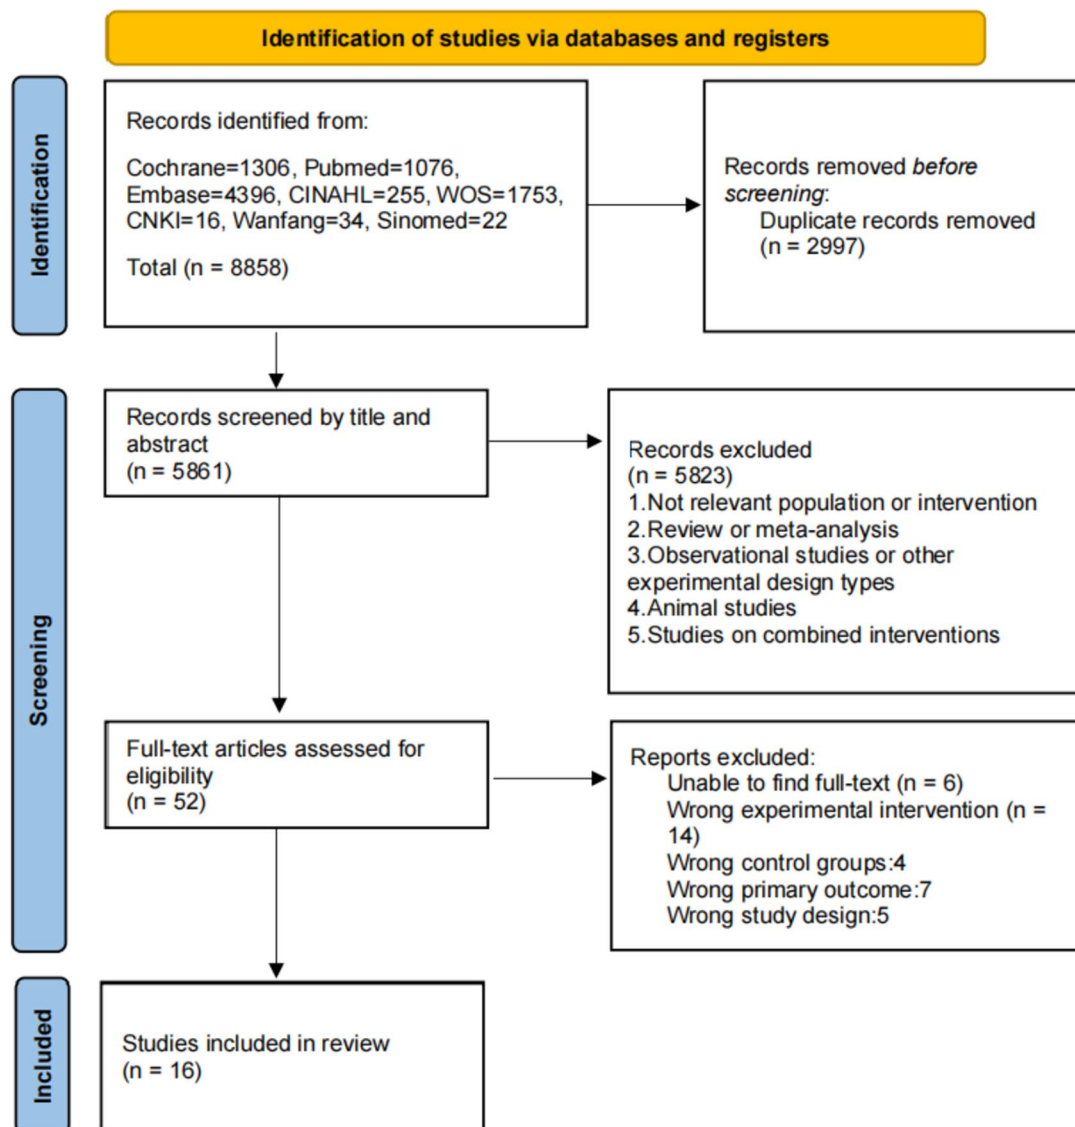 Identification of studies via databases and registers
Identification
Records identified from:
Cochrane=1306, Pubmed=1076,
Embase=4396, CINAHL=255, WOS=1753,
CNKI=16, Wanfang=34, Sinomed=22
Total (n = 8858)
Records removed before
screening:
Duplicate records removed
(n = 2997)
Screening
Records screened by title and
abstract
(n = 5861)
Records excluded
(n = 5823)
1.Not relevant population or intervention
2.Review or meta-analysis
3.Observational studies or other
experimental design types
4.Animal studies
5.Studies on combined interventions
Full-text articles assessed for
eligibility
(n = 52)
Reports excluded:
Unable to find full-text (n = 6)
Wrong experimental intervention (n =
14)
Wrong control groups:4
Wrong primary outcome:7
Wrong study design:5
Included
Studies included in review
(n = 16)